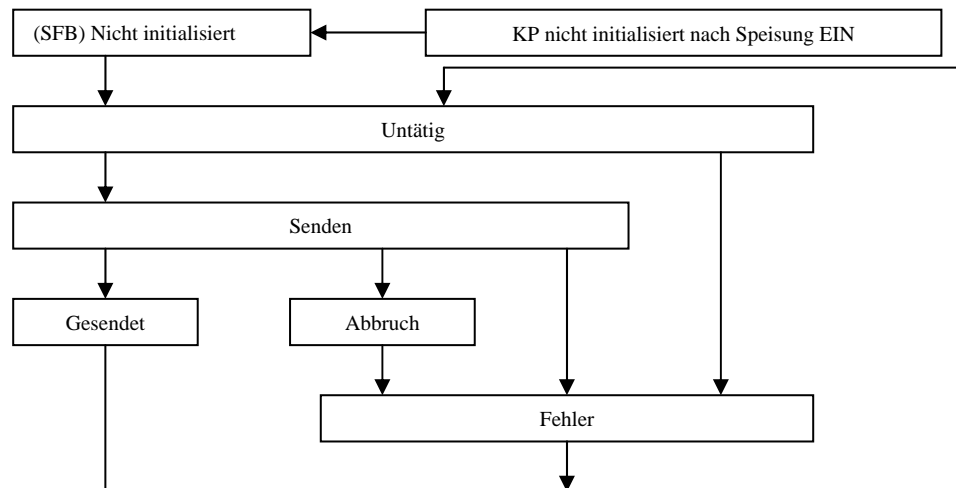 (SFB) Nicht initialisiert
KP nicht initialisiert nach Speisung EIN
Untätig
Senden
Gesendet
Abbruch
Fehler